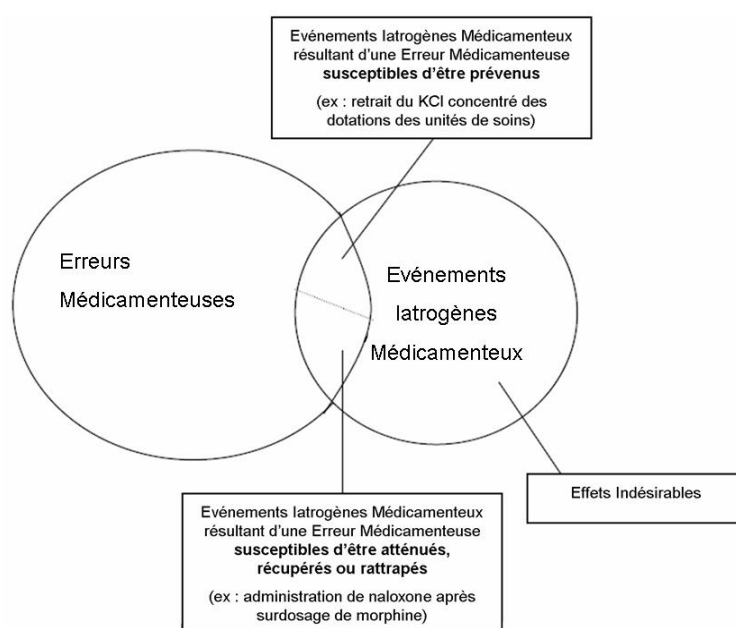 Evénements Iatrogènes Médicamenteux
résultant d'une Erreur Médicamenteuse
susceptibles d'être prévenus
(ex : retrait du KCl concentré des
dotations des unités de soins)
Erreurs
Médicamenteuses
Evénements
Iatrogènes
Médicamenteux
Effets Indésirables
Evénements Iatrogènes Médicamenteux
résultant d'une Erreur Médicamenteuse
susceptibles d'être atténués,
récupérés ou rattrapés
(ex : administration de naloxone après
surdosage de morphine)